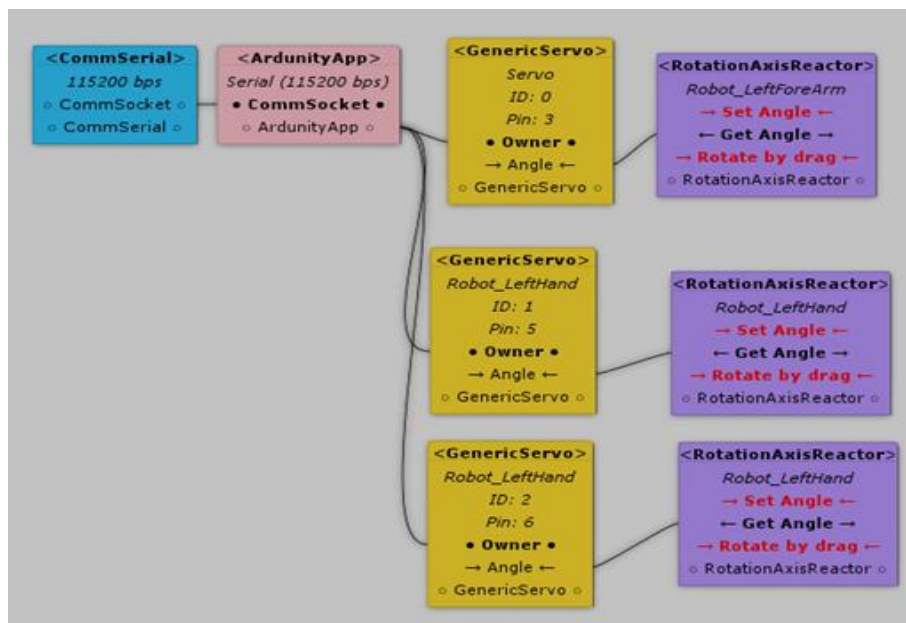 <CommSerial>
115200 bps
○ CommSocket ○
○ CommSerial ○
<ArdunityApp>
Serial (115200 bps)
● CommSocket ●
○ ArdunityApp ○
<GenericServo>
Servo
ID: 0
Pin: 3
● Owner ●
→ Angle ←
○ GenericServo ○
<RotationAxisReactor>
Robot_LeftForeArm
→ Set Angle ←
← Get Angle →
→ Rotate by drag ←
○ RotationAxisReactor ○
<GenericServo>
Robot_LeftHand
ID: 1
Pin: 5
● Owner ●
→ Angle ←
○ GenericServo ○
<RotationAxisReactor>
Robot_LeftHand
→ Set Angle ←
← Get Angle →
→ Rotate by drag ←
○ RotationAxisReactor ○
<GenericServo>
Robot_LeftHand
ID: 2
Pin: 6
● Owner ●
→ Angle ←
○ GenericServo ○
<RotationAxisReactor>
Robot_LeftHand
→ Set Angle ←
← Get Angle →
→ Rotate by drag ←
○ RotationAxisReactor ○